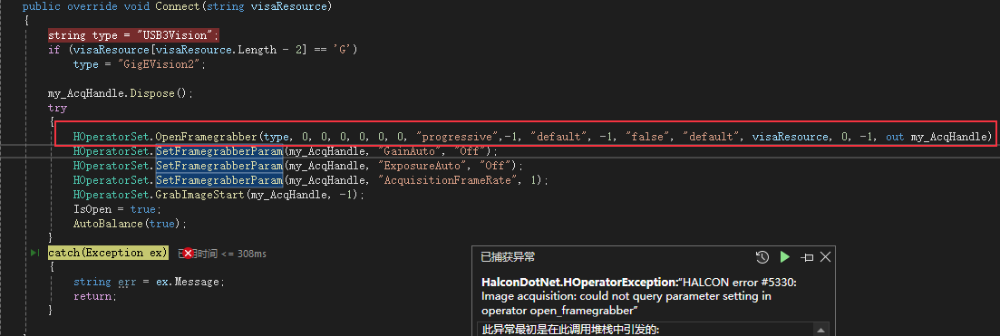 public override void Connect(string visaResource)
{
string type = "USB3Vision";
if (visaResource[visaResource.Length - 2] == 'G')
type = "GigEVision2";
my_AcqHandle.Dispose();
try
{
HOperatorSet.OpenFramegrabber(type, 0, 0, 0, 0, 0, 0, "progressive",-1, "default", -1, "false", "default", visaResource, 0, -1, out my_AcqHandle)
HOperatorSet.SetFramegrabberParam(my_AcqHandle, "GainAuto", "Off");
HOperatorSet.SetFramegrabberParam(my_AcqHandle, "ExposureAuto", "Off");
HOperatorSet.SetFramegrabberParam(my_AcqHandle, "AcquisitionFrameRate", 1);
HOperatorSet.GrabImageStart(my_AcqHandle, -1);
IsOpen = true;
AutoBalance(true);
}
catch(Exception ex) 已用时间 <= 308ms
{
string err = ex.Message;
return;
}
已捕获异常
HalconDotNet.HOperatorException:“HALCON error #5330:
Image acquisition: could not query parameter setting in
operator open_framegrabber”
此异常最初是在此调用堆栈中引发的: